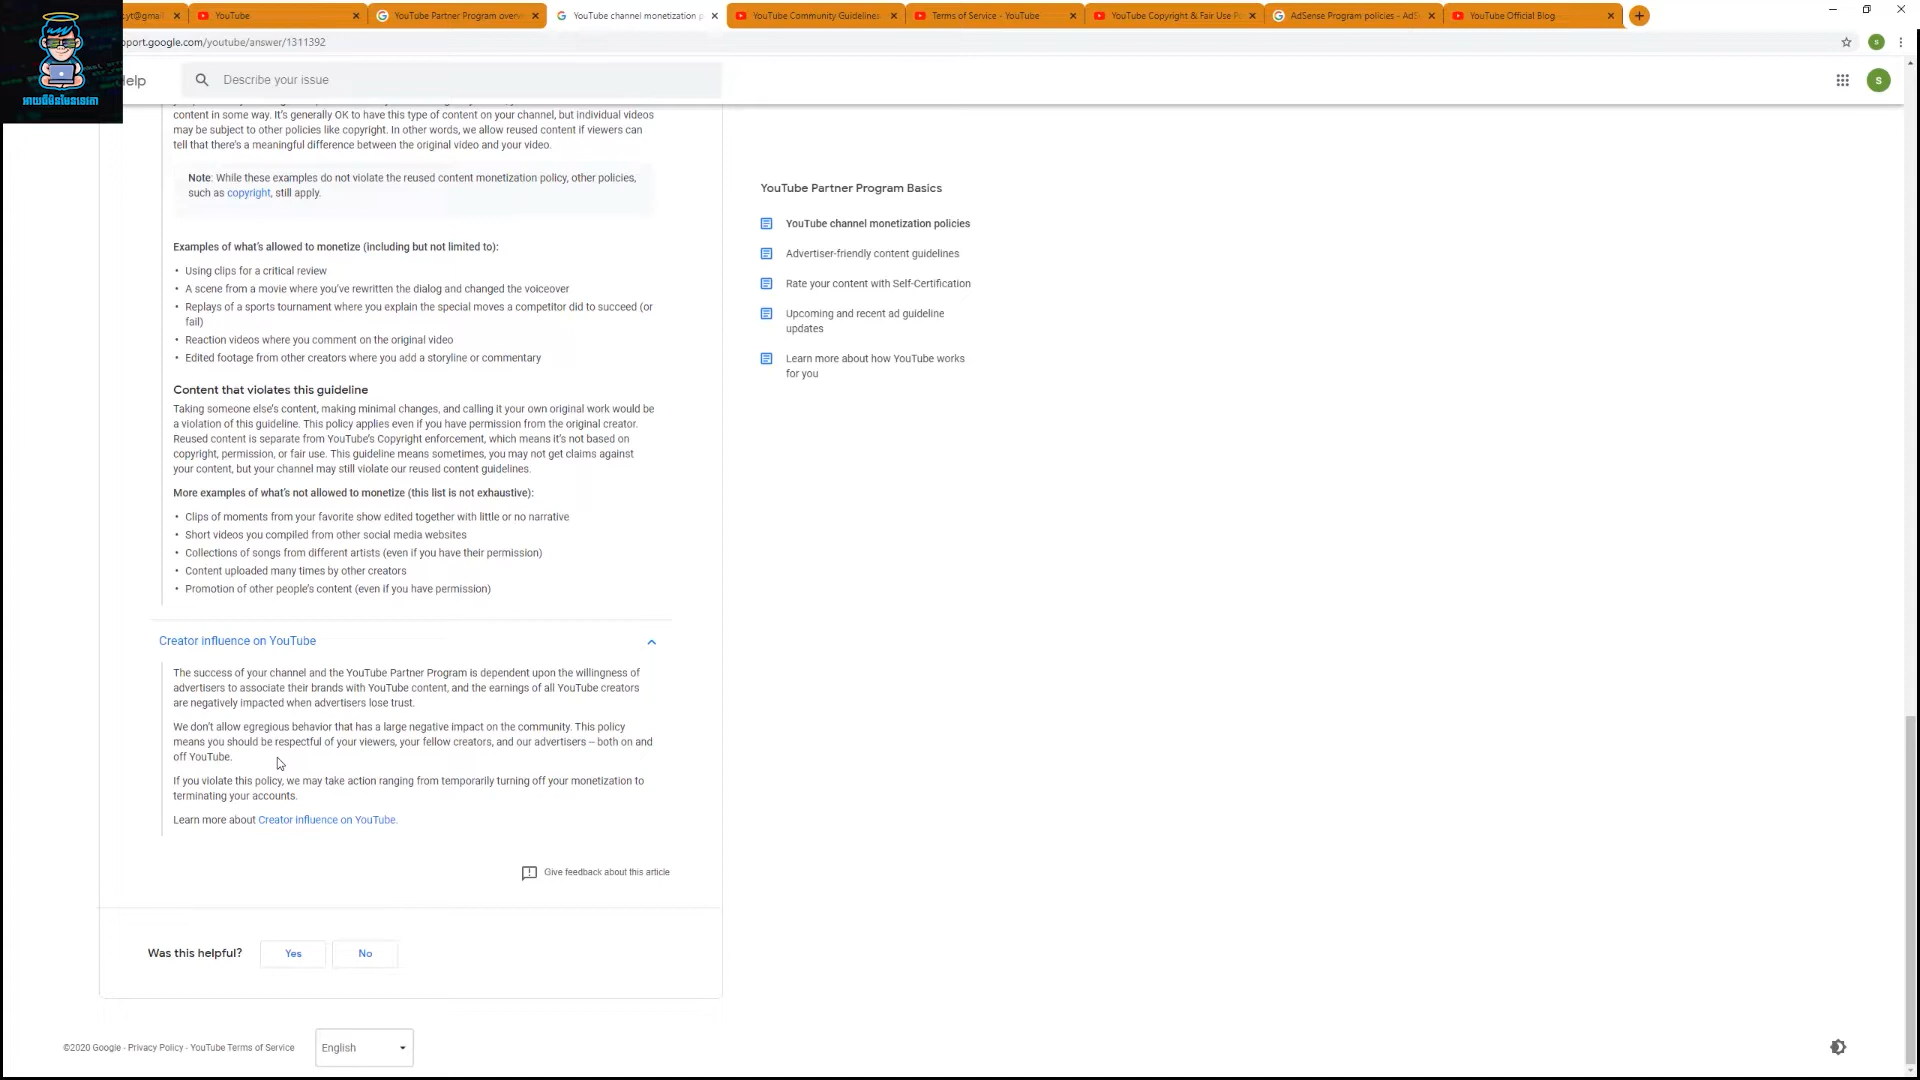 cyt@gmail
YouTube
YouTube Partner Program over
YouTube channel monetization p
YouTube Community Guidelines
Terms of Service - YouTube
YouTube Copyright & Fair Use P
AdSense Program policies - AdS
YouTube Official Blog
port.google.com/youtube/answer/1311392
elp
Describe your issue
S
content in some way. It's generally OK to have this type of content on your channel, but individual videos
may be subject to other policies like copyright. In other words, we allow reused content if viewers can
tell that there's a meaningful difference between the original video and your video.
Note: While these examples do not violate the reused content monetization policy, other policies,
such as copyright, still apply.
Examples of what's allowed to monetize (including but not limited to):
• Using clips for a critical review
• A scene from a movie where you've rewritten the dialog and changed the voiceover
• Replays of a sports tournament where you explain the special moves a competitor did to succeed (or
fail)
• Reaction videos where you comment on the original video
• Edited footage from other creators where you add a storyline or commentary
Content that violates this guideline
Taking someone else's content, making minimal changes, and calling it your own original work would be
a violation of this guideline. This policy applies even if you have permission from the original creator.
Reused content is separate from YouTube's Copyright enforcement, which means it's not based on
copyright, permission, or fair use. This guideline means sometimes, you may not get claims against
your content, but your channel may still violate our reused content guidelines.
More examples of what's not allowed to monetize (this list is not exhaustive):
• Clips of moments from your favorite show edited together with little or no narrative
• Short videos you compiled from other social media websites
• Collections of songs from different artists (even if you have their permission)
• Content uploaded many times by other creators
• Promotion of other people's content (even if you have permission)
Creator influence on YouTube
The success of your channel and the YouTube Partner Program is dependent upon the willingness of
advertisers to associate their brands with YouTube content, and the earnings of all YouTube creators
are negatively impacted when advertisers lose trust.
We don't allow egregious behavior that has a large negative impact on the community. This policy
means you should be respectful of your viewers, your fellow creators, and our advertisers – both on and
off YouTube.
If you violate this policy, we may take action ranging from temporarily turning off your monetization to
terminating your accounts.
Learn more about Creator influence on YouTube.
Give feedback about this article
Was this helpful?
Yes
No
©2020 Google - Privacy Policy - YouTube Terms of Service
English
YouTube Partner Program Basics
YouTube channel monetization policies
Advertiser-friendly content guidelines
Rate your content with Self-Certification
Upcoming and recent ad guideline
updates
Learn more about how YouTube works
for you